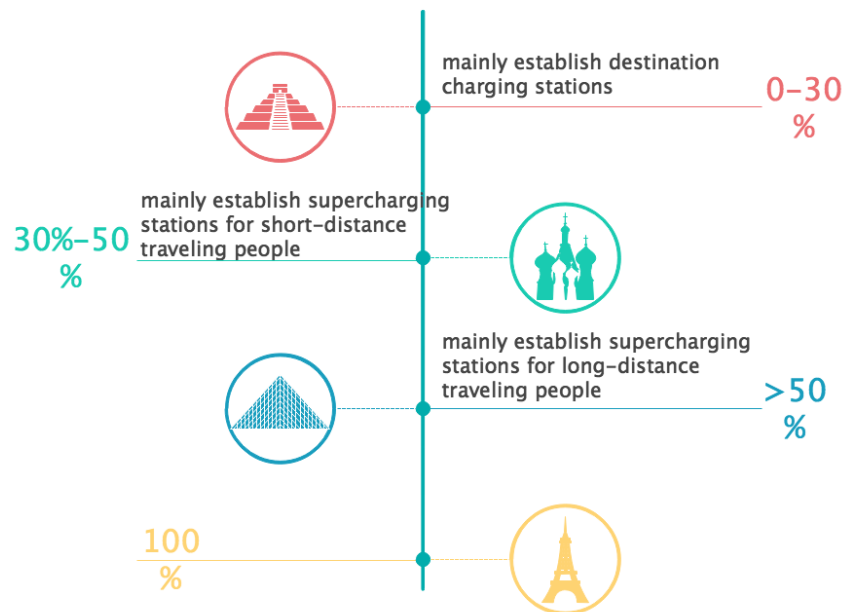 mainly establish destination
charging stations
0-30
%
mainly establish supercharging
stations for short-distance
traveling people
30%-50
%
mainly establish supercharging
stations for long-distance
traveling people
>50
%
100
%